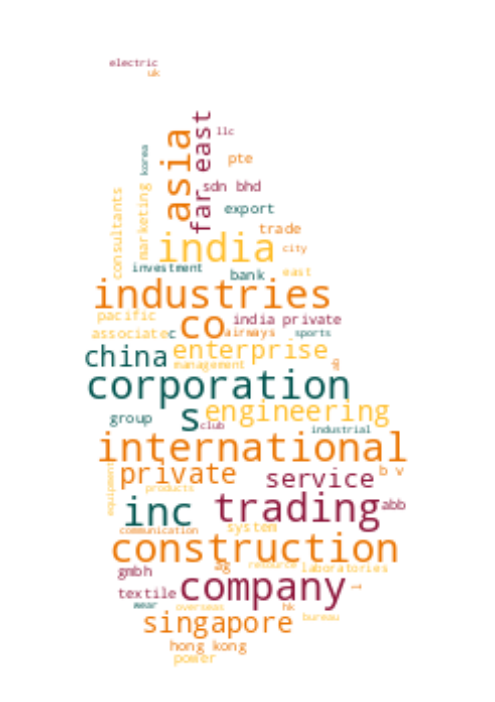 electric
uk
llc
asia
far east
korea
pte
sdn bhd
consultants
marketing
export
trade
india
city
investment
bank
east
industries
pacific
india private
co
associate
c
airways
sports
china
enterprise
management
corporation
s
engineering
group
club
industrial
international
private
service
b v
equipment
products
inc
trading
abb
communication
system
construction
gmbh
ag
resource
laboratories
textile
company
wear
overseas
hk
bureau
singapore
hong kong
power